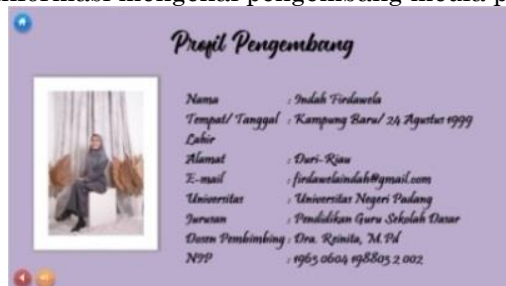 informasi mengenai pengembang media p
Profil Pengembang
Nama : Indah Firdawela
Tempat/ Tanggal : Kampung Baru/ 24 Agustus 1999
Lahir
Alamat : Duri-Riau
E-mail : firdawelaindah@gmail.com
Universitas : Universitas Negeri Padang
Jurusan : Pendidikan Guru Sekolah Dasar
Dosen Pembimbing : Dra. Reinita, M.Pd
NIP : 1965 0604 198803 2 002